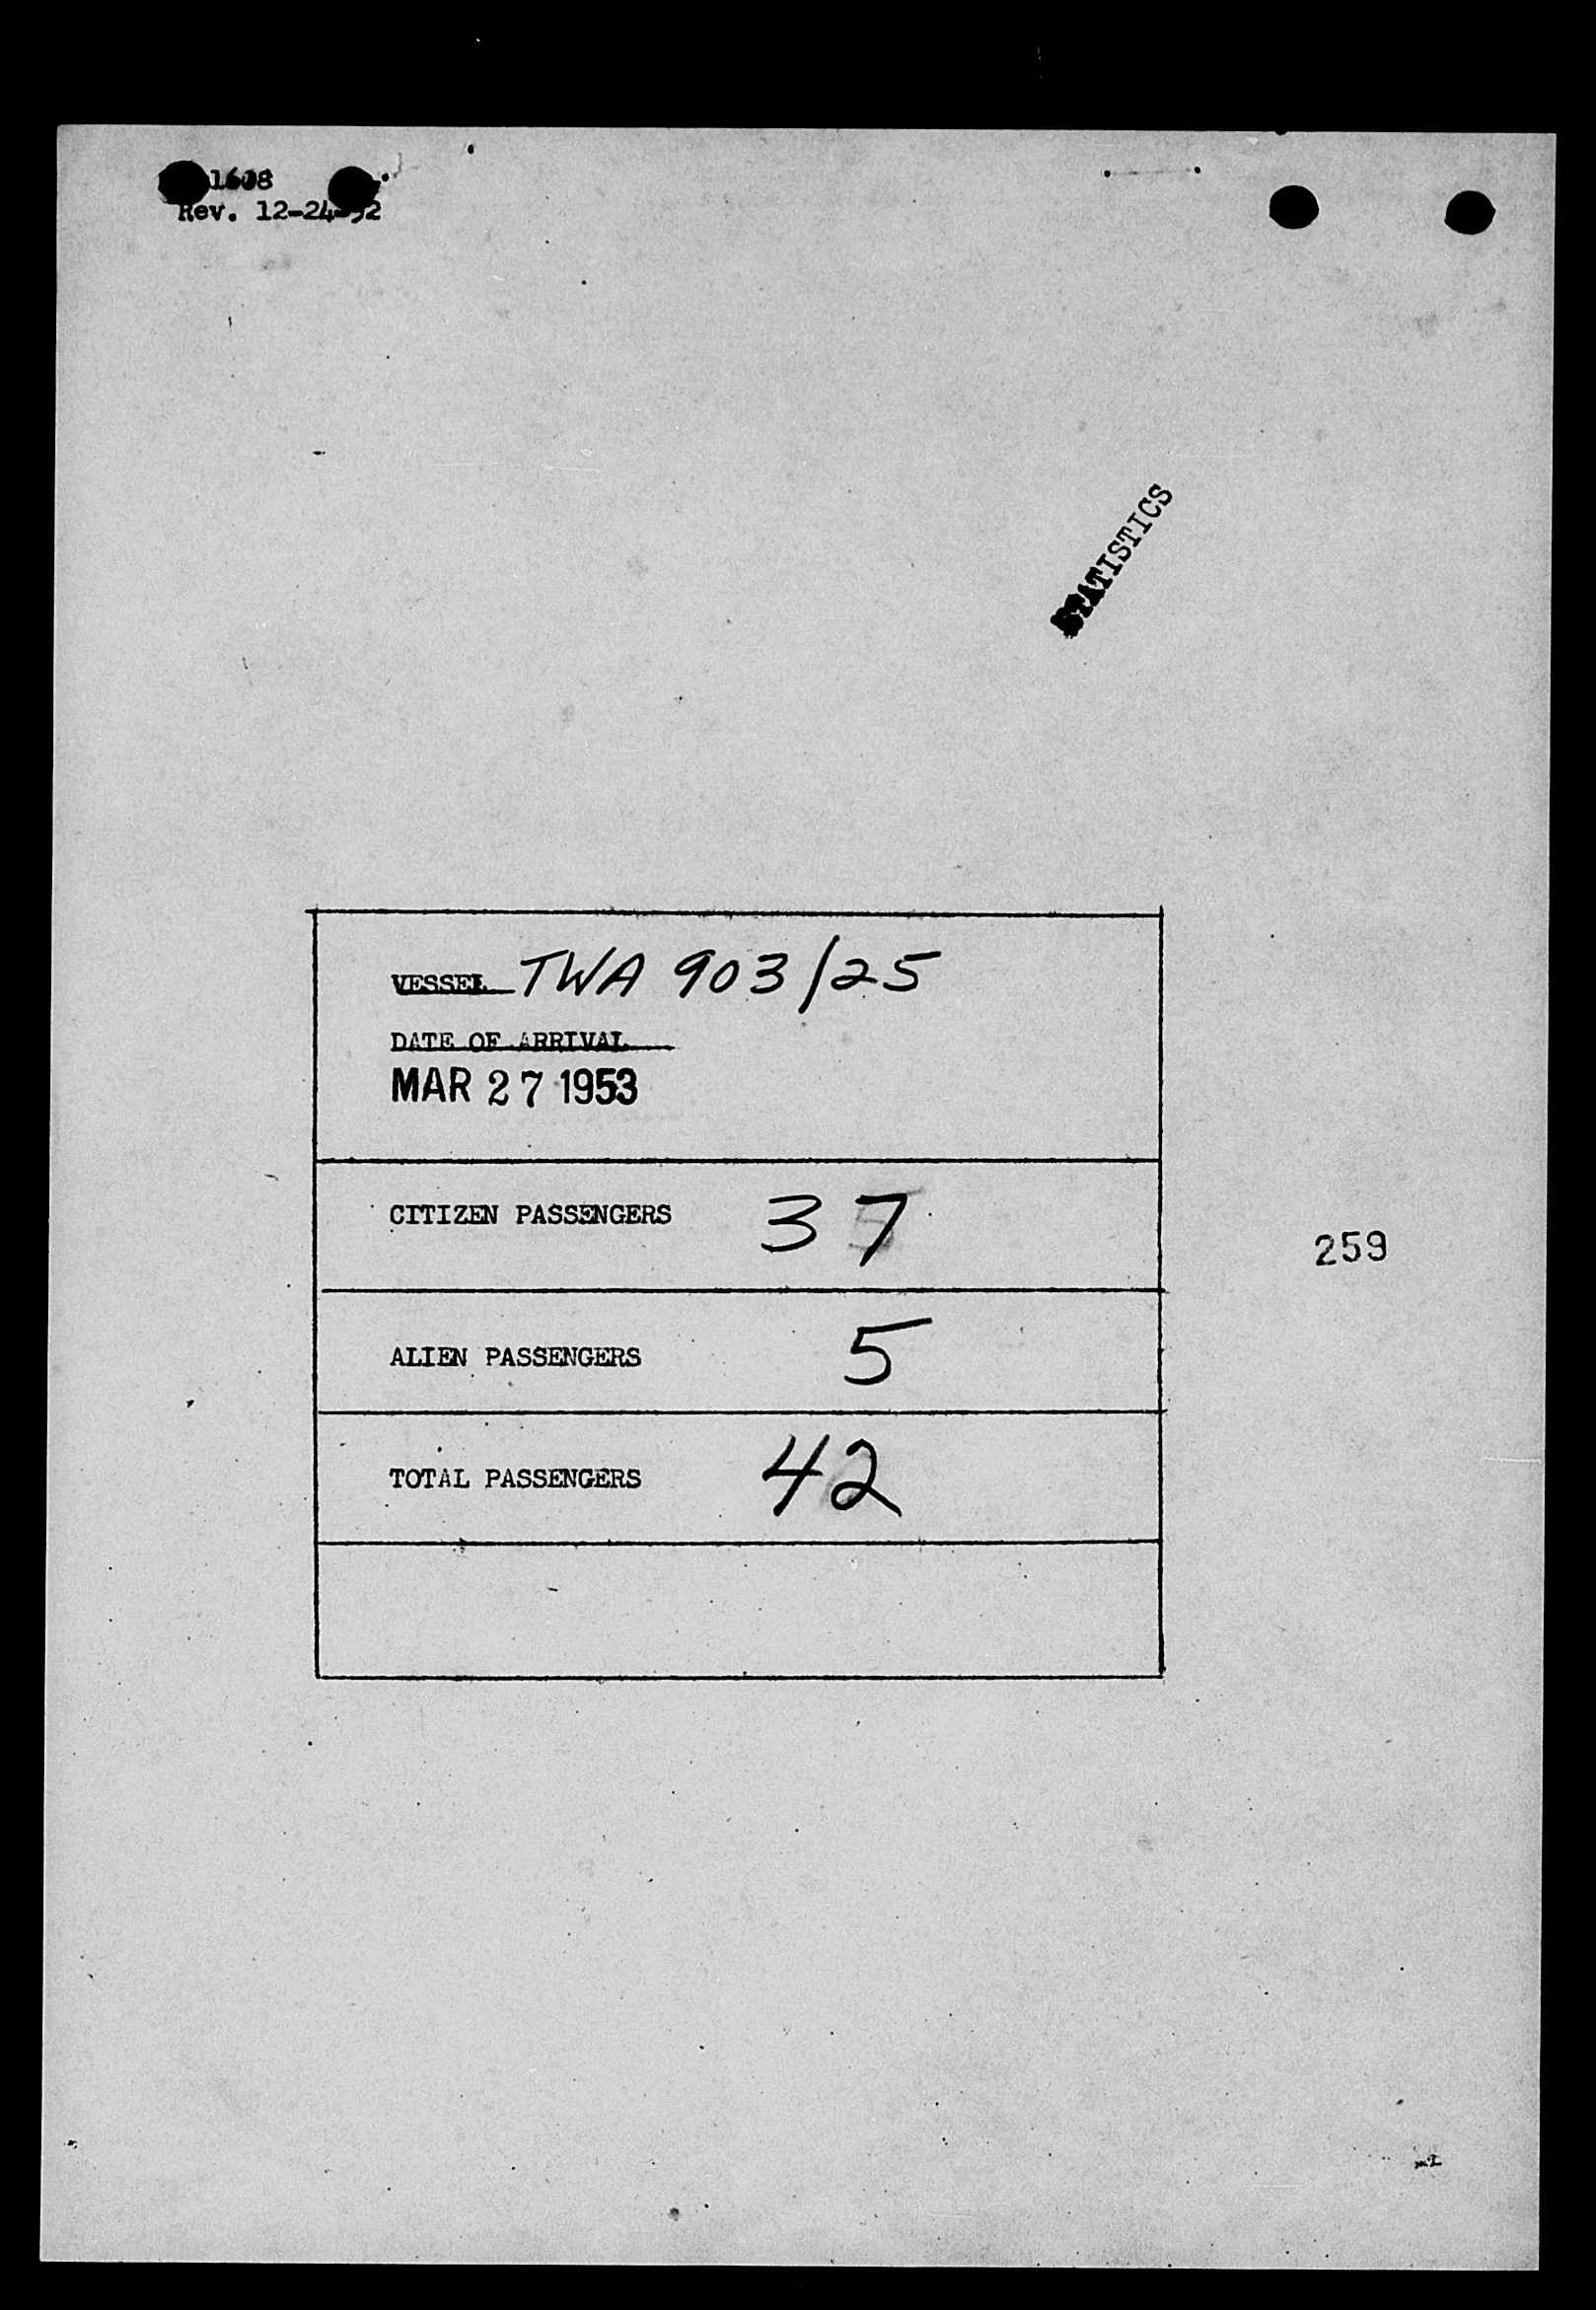 1608
Rev. 12-24-52
STATISTICS
VESSEL TWA 903/25
DATE OF ARRIVAL
MAR 27 1953
CITIZEN PASSENGERS 37
259
ALIEN PASSENGERS 5
TOTAL PASSENGERS 42